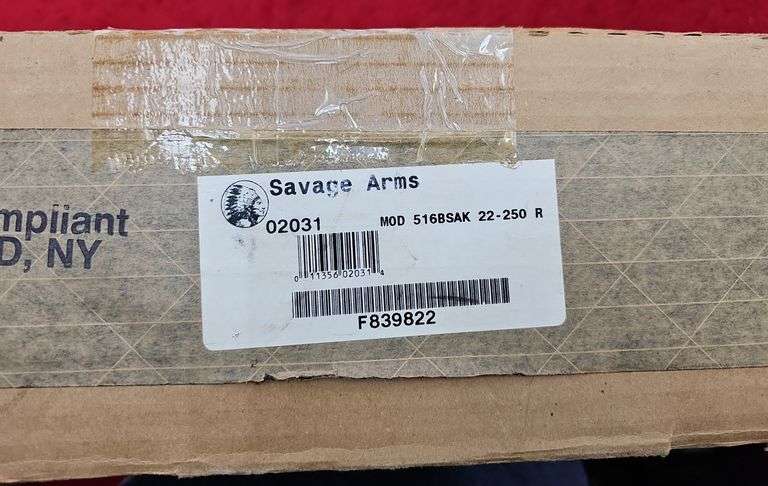 mpliant
D, NY
Savage Arms
02031 MOD 516BSAK 22-250 R
0 11356 02031 4
F839822